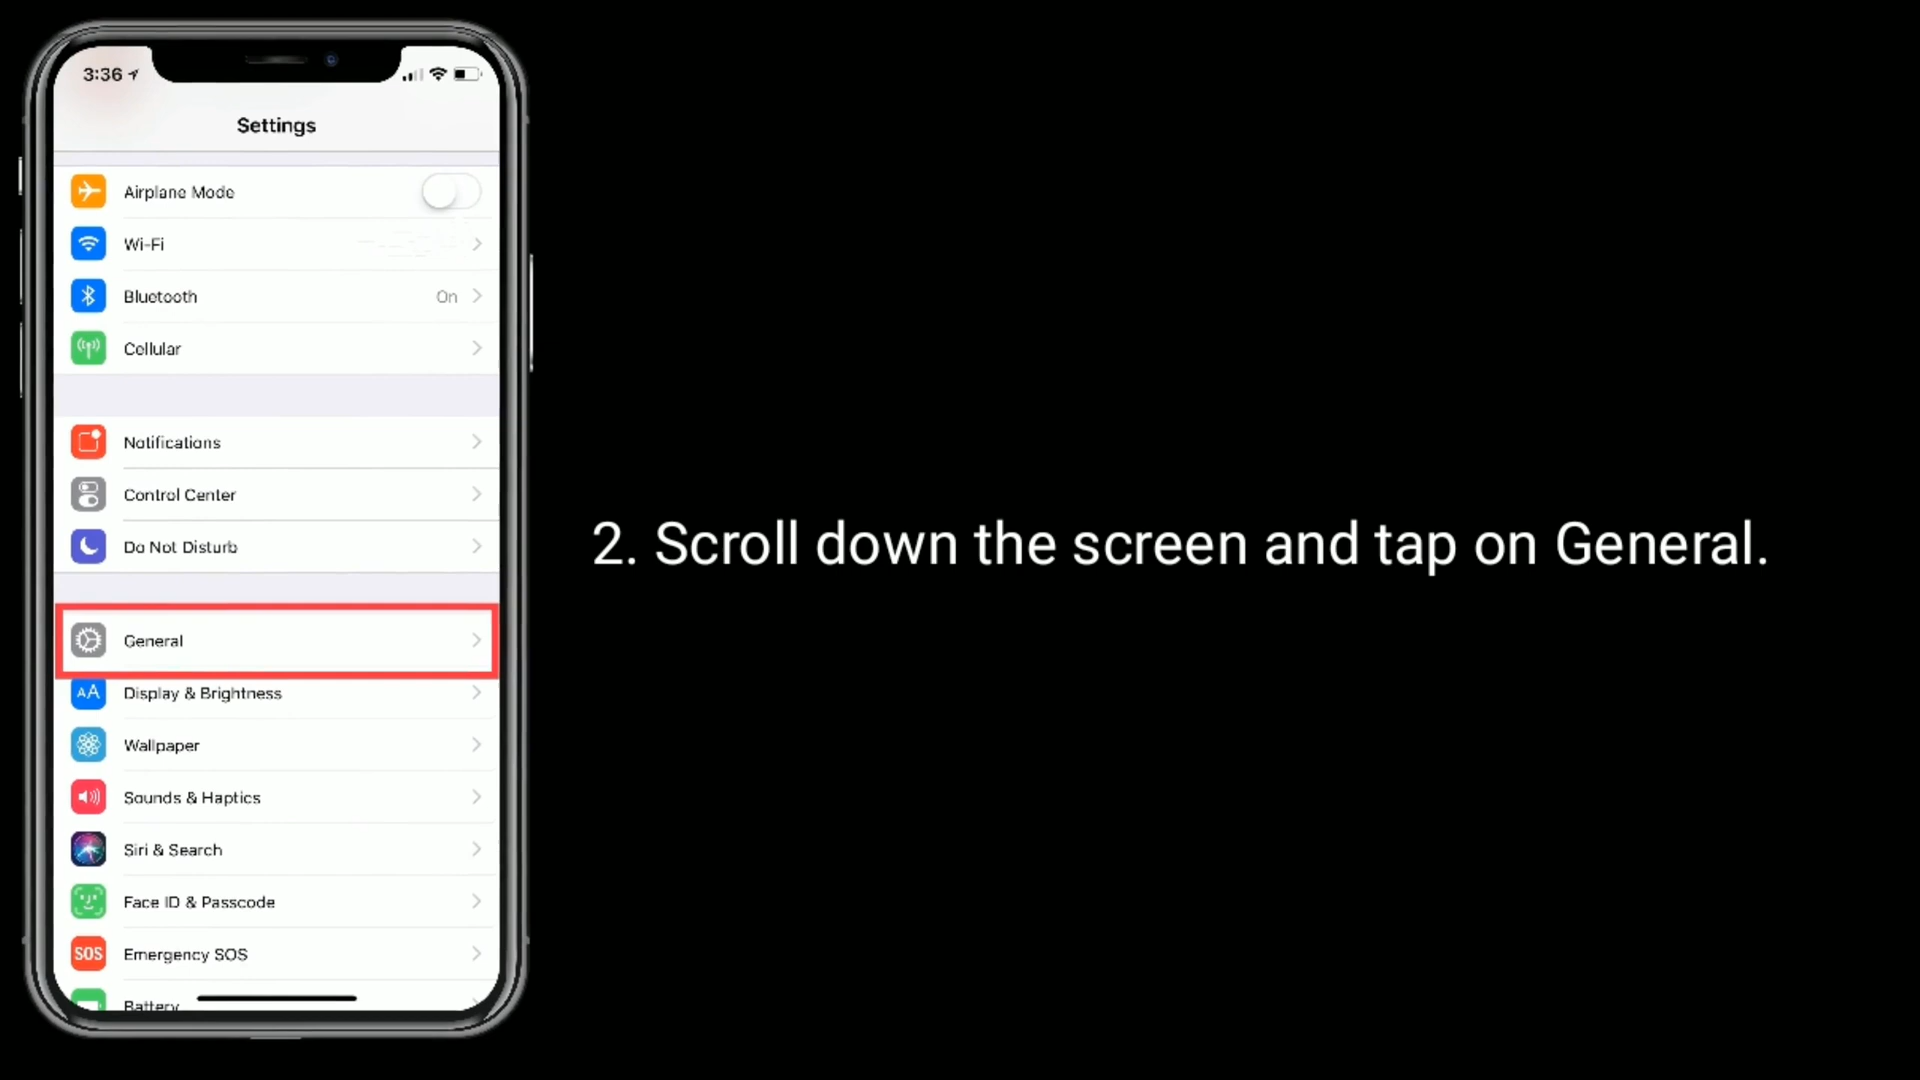 3:36
Settings
Airplane Mode
Wi-Fi
Bluetooth On
Cellular
Notifications
Control Center
Do Not Disturb
General
AA Display & Brightness
Wallpaper
Sounds & Haptics
Siri & Search
Face ID & Passcode
SOS Emergency SOS
Battery
2. Scroll down the screen and tap on General.